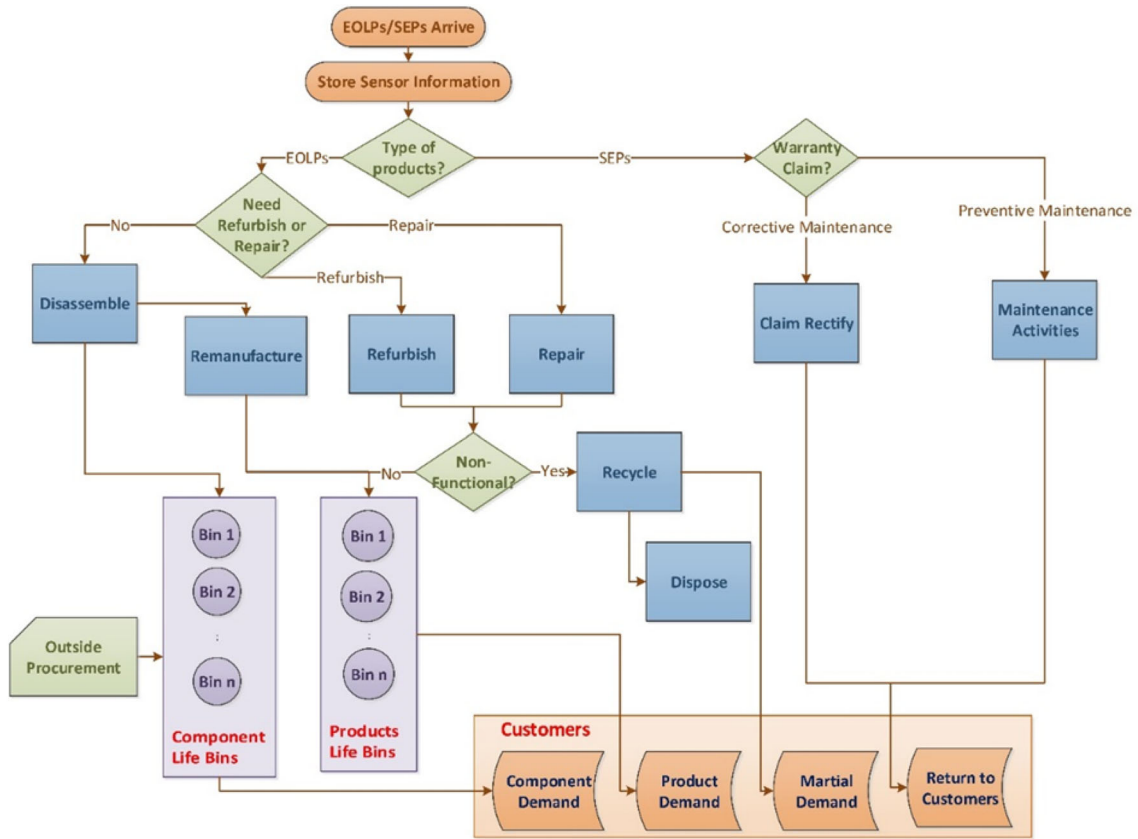 EOLPs/SEPs Arrive
Store Sensor Information
Type of
products?
EOLPs
SEPs
Warranty
Claim?
Need
Refurbish or
Repair?
No
Repair
Refurbish
Corrective Maintenance
Preventive Maintenance
Disassemble
Remanufacture
Refurbish
Repair
Claim Rectify
Maintenance
Activities
Non-
Functional?
No
Yes
Recycle
Dispose
Bin 1
Bin 2
:
Bin n
Component
Life Bins
Bin 1
Bin 2
:
Bin n
Products
Life Bins
Outside
Procurement
Customers
Component
Demand
Product
Demand
Martial
Demand
Return to
Customers